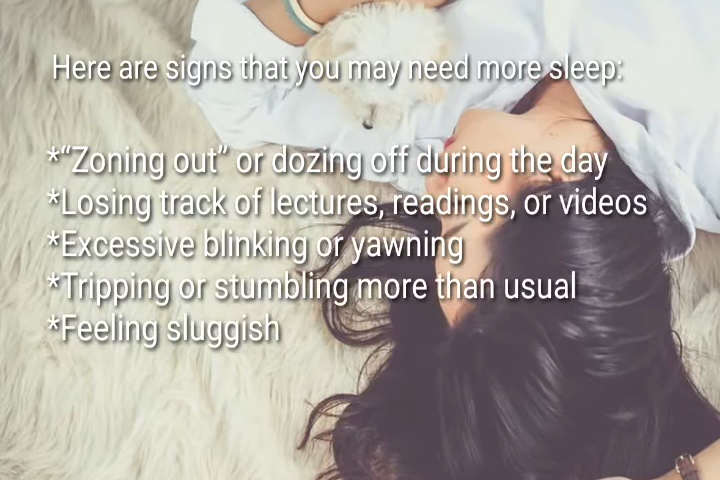 Here are signs that you may need more sleep:
*“Zoning out” or dozing off during the day
*Losing track of lectures, readings, or videos
*Excessive blinking or yawning
*Tripping or stumbling more than usual
*Feeling sluggish